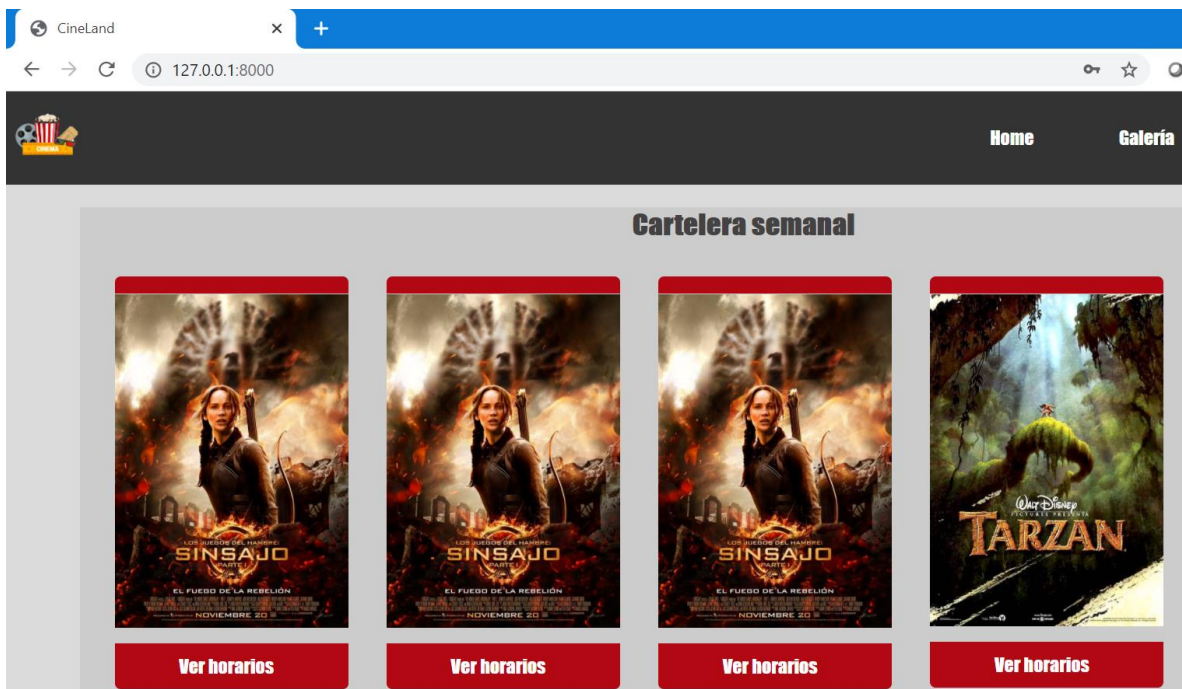 CineLand
127.0.0.1:8000
CINEMA
Home Galería
Cartelera semanal
LOS JUEGOS DEL HAMBRE:
SINSAJO
PARTE 1
EL FUEGO DE LA REBELIÓN
NOVIEMBRE 20
Ver horarios
LOS JUEGOS DEL HAMBRE:
SINSAJO
PARTE 1
EL FUEGO DE LA REBELIÓN
NOVIEMBRE 20
Ver horarios
LOS JUEGOS DEL HAMBRE:
SINSAJO
PARTE 1
EL FUEGO DE LA REBELIÓN
NOVIEMBRE 20
Ver horarios
WALT DISNEY
PICTURES PRESENTA
TARZAN
Ver horarios